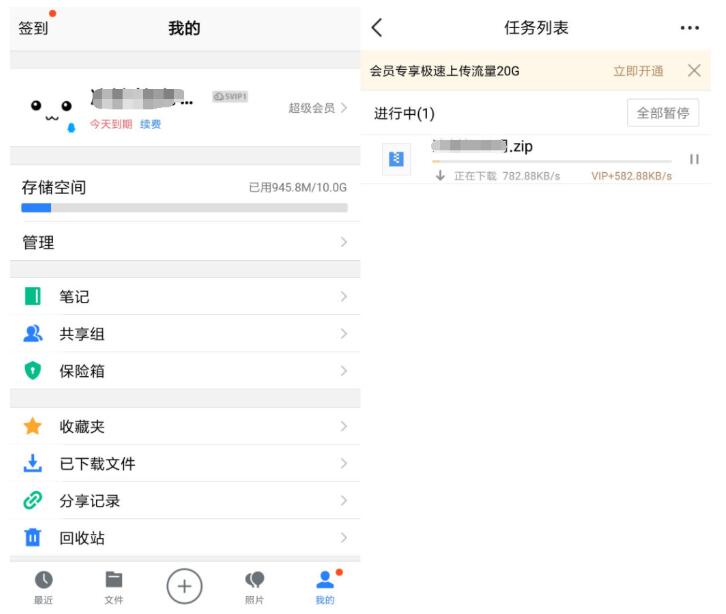 签到
我的
SVIP1
超级会员
今天到期 续费
存储空间
已用945.8M/10.0G
管理
笔记
共享组
保险箱
收藏夹
已下载文件
分享记录
回收站
最近
文件
照片
我的
任务列表
会员专享极速上传流量20G
立即开通
进行中(1)
全部暂停
.zip
正在下载 782.88KB/s
VIP+582.88KB/s